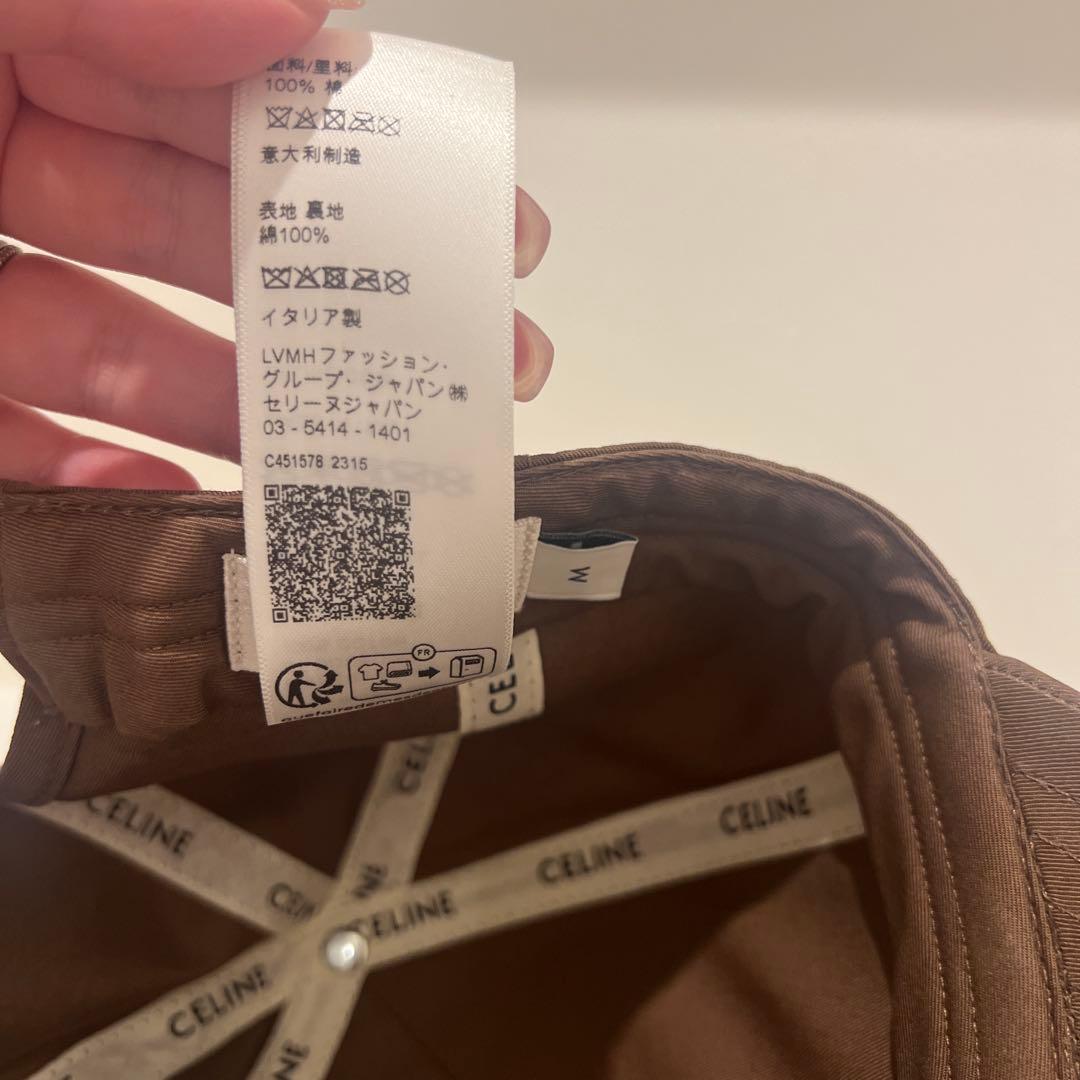 面料/里料
100% 棉
意大利制造
表地 裏地
綿100%
イタリア製
LVMHファッション・
グループ・ジャパン㈱
セリーヌジャパン
03 - 5414 - 1401
C451578 2315
FR
M
CELINE
CELINE
CELINE
CELINE
CELINE